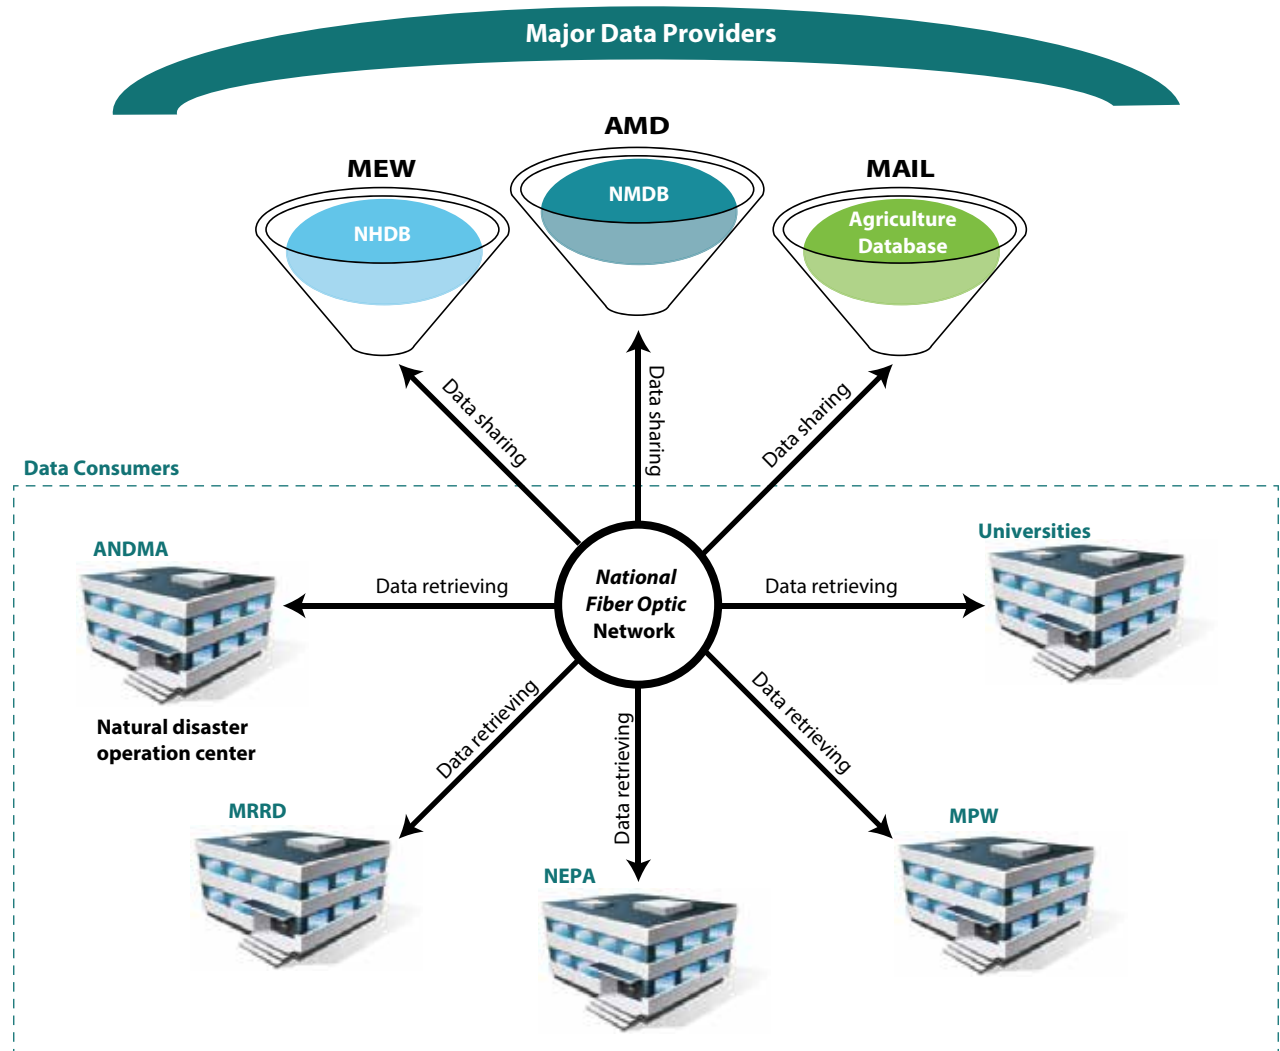 Major Data Providers
AMD
MEW
MAIL
NMDB
NHDB
Agriculture
Database
Data sharing
Data sharing
Data sharing
Data Consumers
ANDMA
Universities
Data retrieving
National
Fiber Optic
Network
Data retrieving
Natural disaster
operation center
Data retrieving
Data retrieving
Data retrieving
MRRD
MPW
NEPA